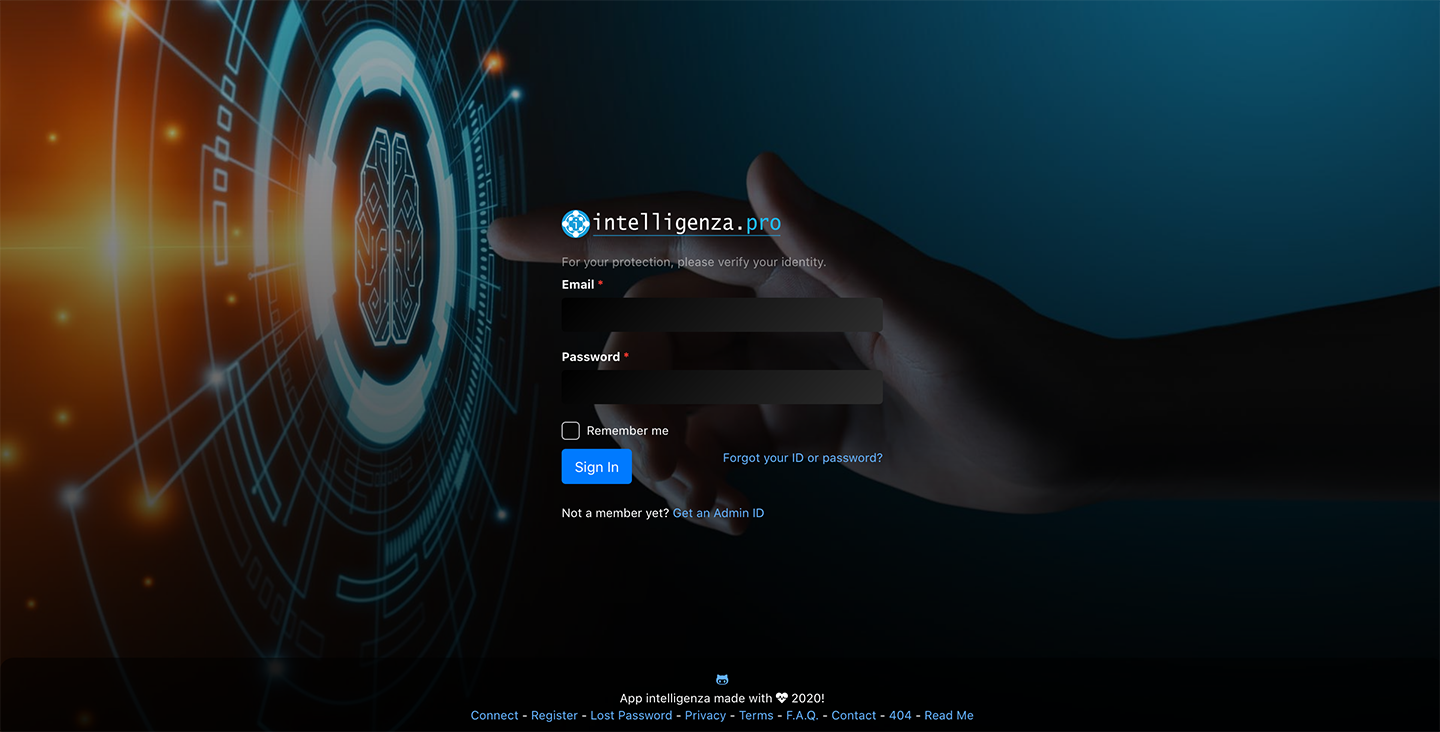 intelligenza.pro
For your protection, please verify your identity.
Email *
Password *
Remember me
Sign In
Forgot your ID or password?
Not a member yet? Get an Admin ID
App intelligenza made with 2020!
Connect - Register - Lost Password - Privacy - Terms - F.A.Q. - Contact - 404 - Read Me